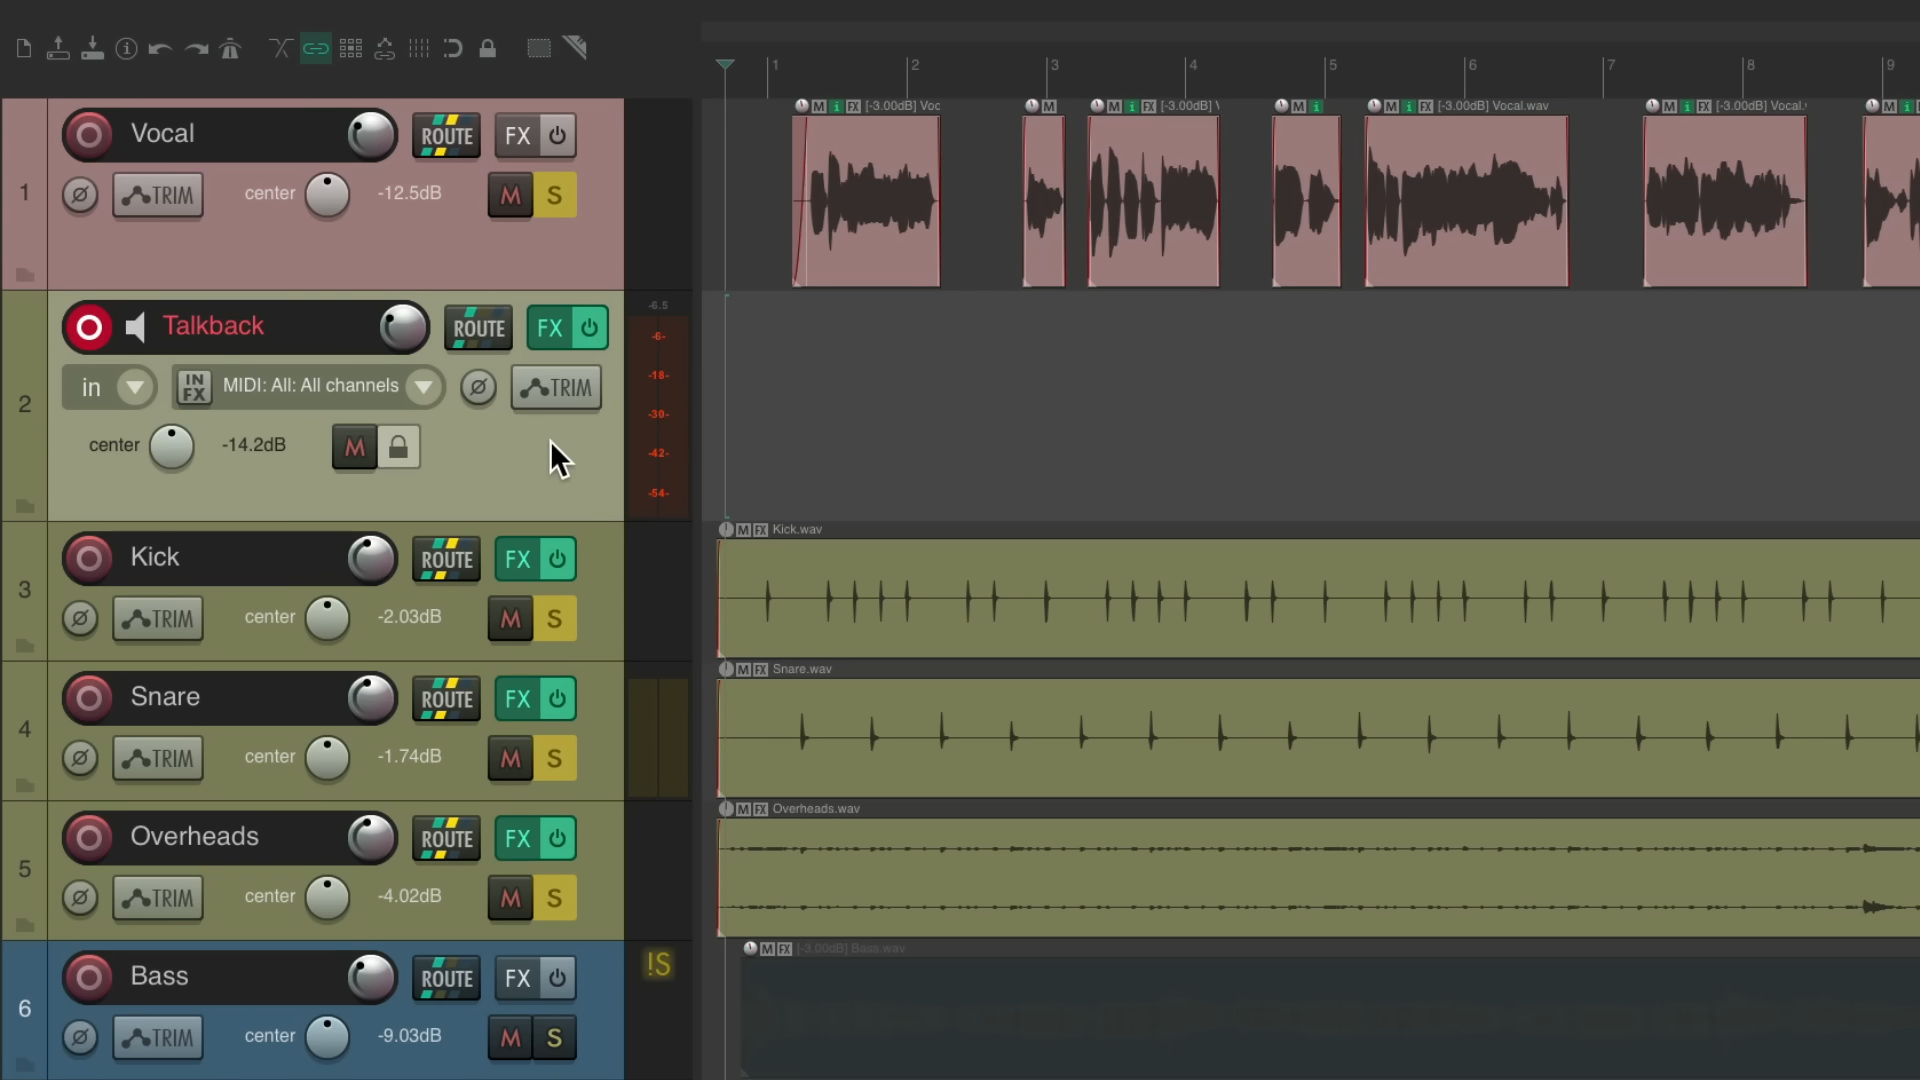 1 2 3 4 5 6 7 8 9
M i FX [-3.00dB] Voc
M
M i FX [-3.00dB] V
M i
M i FX [-3.00dB] Vocal.wav
M i FX [-3.00dB] Vocal.
M i
1
Vocal
ROUTE
FX
TRIM
center
-12.5dB
M S
2
Talkback
ROUTE
FX
in
IN FX
MIDI: All: All channels
TRIM
center
-14.2dB
M
-6.5
-6-
-18-
-30-
-42-
-54-
3
Kick
ROUTE
FX
TRIM
center
-2.03dB
M S
M FX Kick.wav
4
Snare
ROUTE
FX
TRIM
center
-1.74dB
M S
M FX Snare.wav
5
Overheads
ROUTE
FX
TRIM
center
-4.02dB
M S
M FX Overheads.wav
6
Bass
ROUTE
FX
TRIM
center
-9.03dB
M S
!S
M FX [-3.00dB] Bass.wav